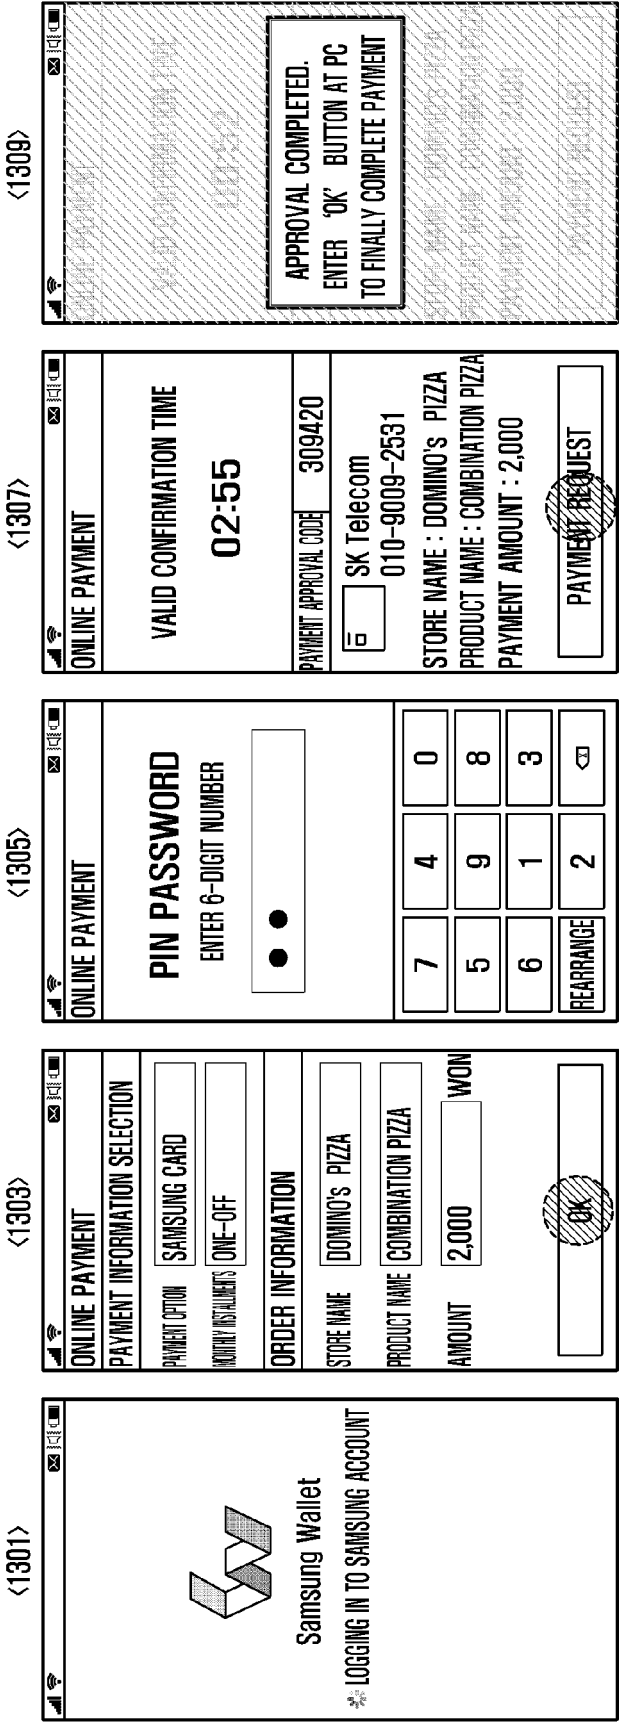 <1301>
Samsung Wallet
LOGGING IN TO SAMSUNG ACCOUNT
<1303>
ONLINE PAYMENT
PAYMENT INFORMATION SELECTION
PAYMENT OPTION SAMSUNG CARD
MONTHLY INSTALLMENTS ONE-OFF
ORDER INFORMATION
STORE NAME DOMINO's PIZZA
PRODUCT NAME COMBINATION PIZZA
AMOUNT 2,000 WON
OK
<1305>
ONLINE PAYMENT
PIN PASSWORD
ENTER 6-DIGIT NUMBER
7 4 0
5 9 8
6 1 3
REARRANGE 2
<1307>
ONLINE PAYMENT
VALID CONFIRMATION TIME
02:55
PAYMENT APPROVAL CODE 309420
SK Telecom
010-9009-2531
STORE NAME : DOMINO's PIZZA
PRODUCT NAME : COMBINATION PIZZA
PAYMENT AMOUNT : 2,000
PAYMENT REQUEST
<1309>
APPROVAL COMPLETED.
ENTER 'OK' BUTTON AT PC
TO FINALLY COMPLETE PAYMENT